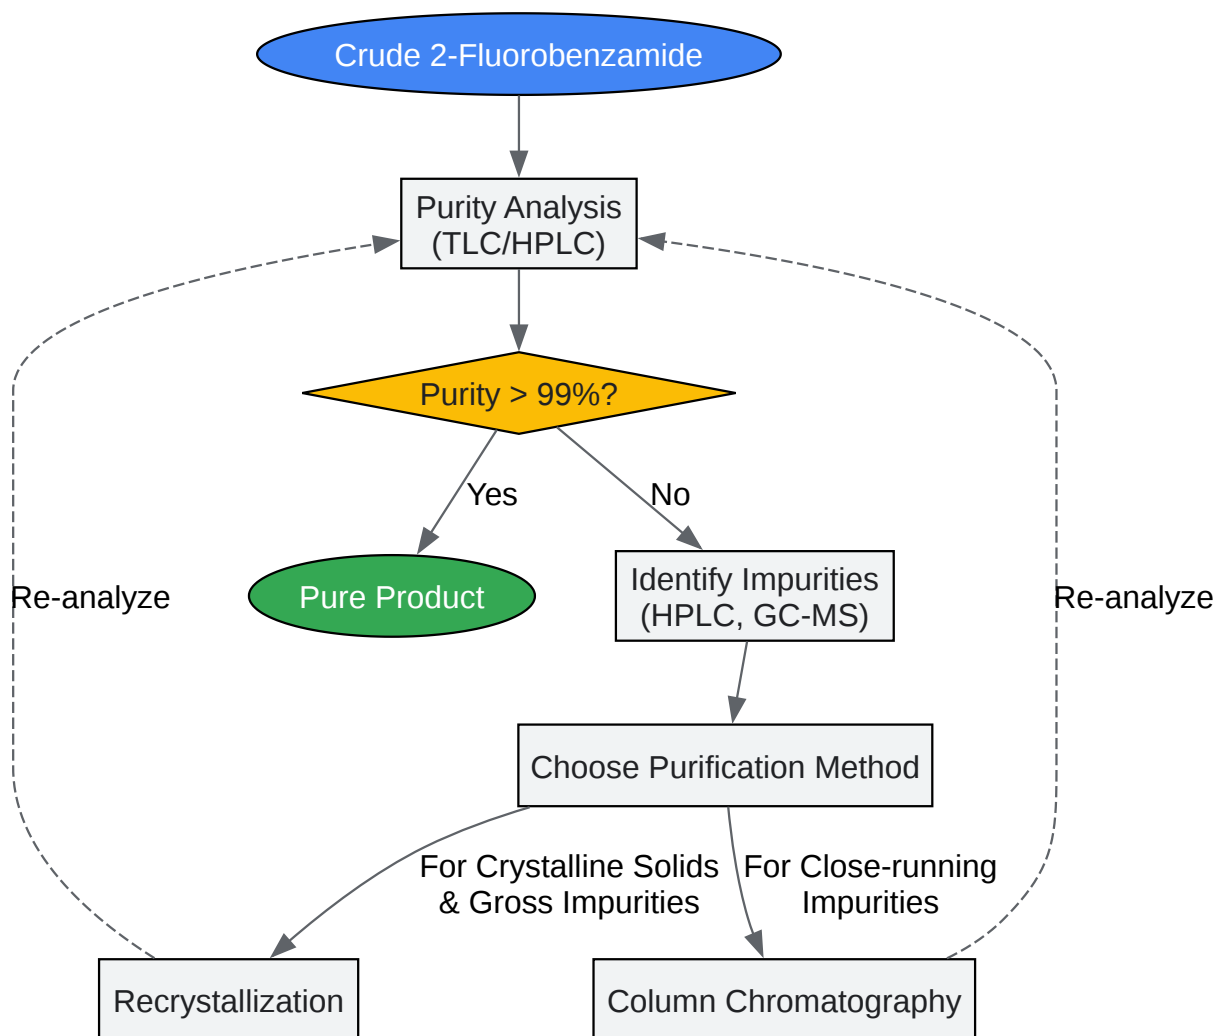 Crude 2-Fluorobenzamide
Purity Analysis
(TLC/HPLC)
Purity > 99%?
Yes
No
Pure Product
Identify Impurities
(HPLC, GC-MS)
Re-analyze
Re-analyze
Choose Purification Method
For Crystalline Solids
& Gross Impurities
For Close-running
Impurities
Recrystallization
Column Chromatography